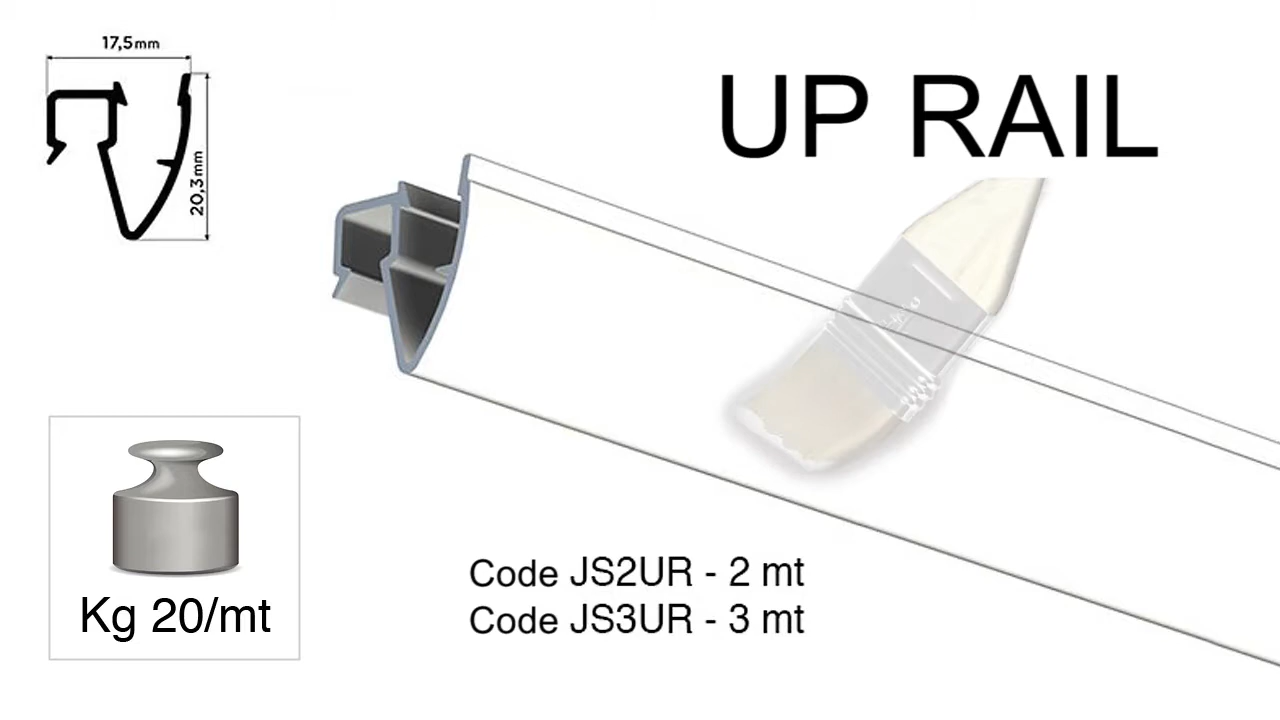 17,5mm
UP RAIL
20,3mm
Code JS2UR - 2 mt
Code JS3UR - 3 mt
Kg 20/mt